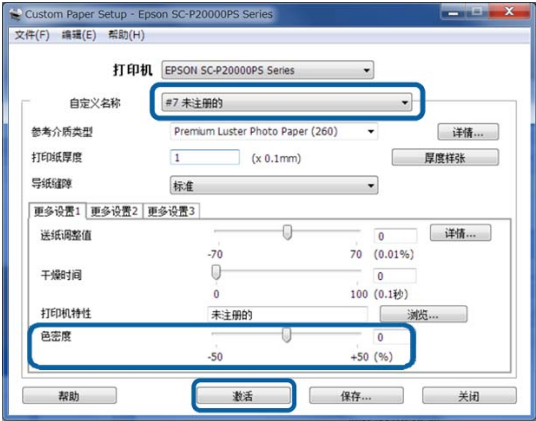 Custom Paper Setup - Epson SC-P20000PS Series
文件(F) 编辑(E) 帮助(H)
打印机 EPSON SC-P20000PS Series
自定义名称 #7 未注册的
参考介质类型 Premium Luster Photo Paper (260) 详情...
打印纸厚度 1 (x 0.1mm) 厚度样张
导纸缝隙 标准
更多设置1 更多设置2 更多设置3
送纸调整值 0 详情...
-70 70 (0.01%)
干燥时间 0
0 100 (0.1秒)
打印机特性 未注册的 浏览...
色密度 0
-50 +50 (%)
帮助 激活 保存... 关闭